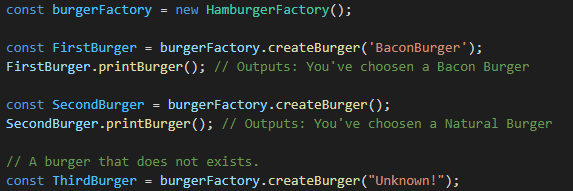 const burgerFactory = new HamburgerFactory();
const FirstBurger = burgerFactory.createBurger('BaconBurger');
FirstBurger.printBurger(); // Outputs: You've choosen a Bacon Burger
const SecondBurger = burgerFactory.createBurger();
SecondBurger.printBurger(); // Outputs: You've choosen a Natural Burger
// A burger that does not exists.
const ThirdBurger = burgerFactory.createBurger("Unknown!");